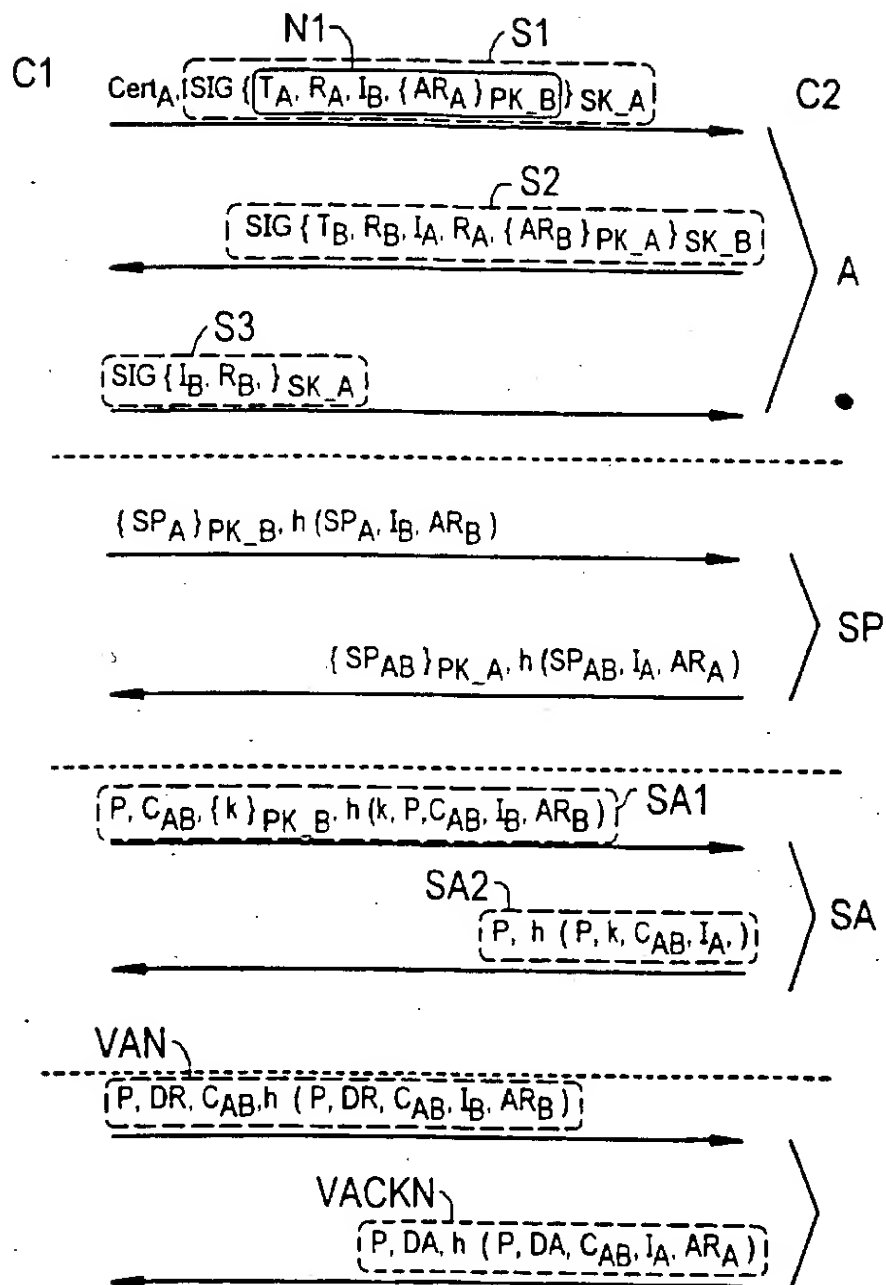 N1 S1
C1 CertA, SIG { TA, RA, IB, {ARA}PK_B } SK_A C2
S2
SIG { TB, RB, IA, RA, {ARB}PK_A } SK_B
A
S3
SIG { IB, RB, } SK_A
{SPA}PK_B, h (SPA, IB, ARB)
SP
{SPAB}PK_A, h(SPAB, IA, ARA)
P, CAB, {k}PK_B, h (k, P,CAB, IB, ARB) SA1
SA2
P, h ( P, k, CAB, IA, ) SA
VAN
P, DR, CAB,h ( P, DR, CAB, IB, ARB)
VACKN
P, DA, h ( P, DA, CAB, IA, ARA)